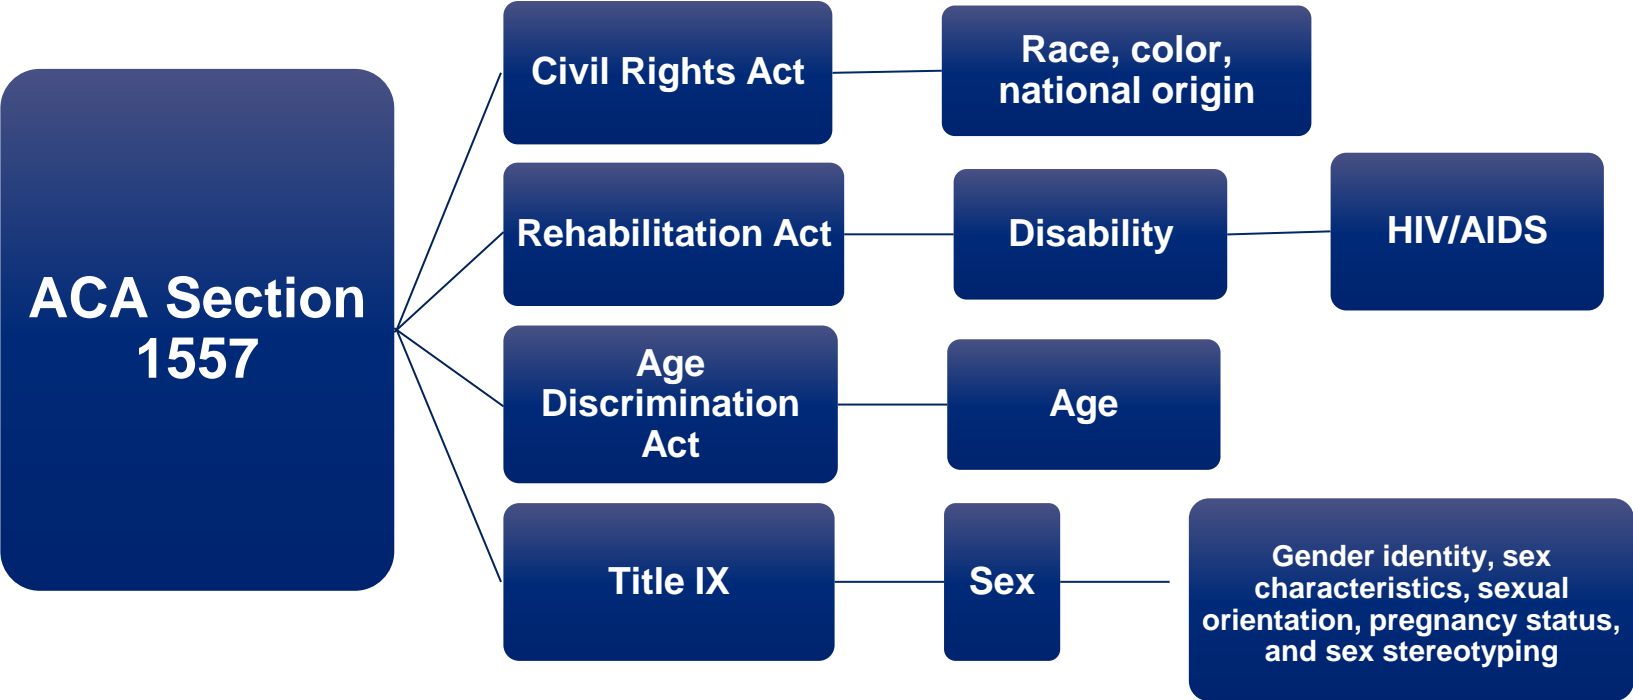 ACA Section
1557
Civil Rights Act
Race, color,
national origin
Rehabilitation Act
Disability
HIV/AIDS
Age
Discrimination
Act
Age
Title IX
Sex
Gender identity, sex
characteristics, sexual
orientation, pregnancy status,
and sex stereotyping